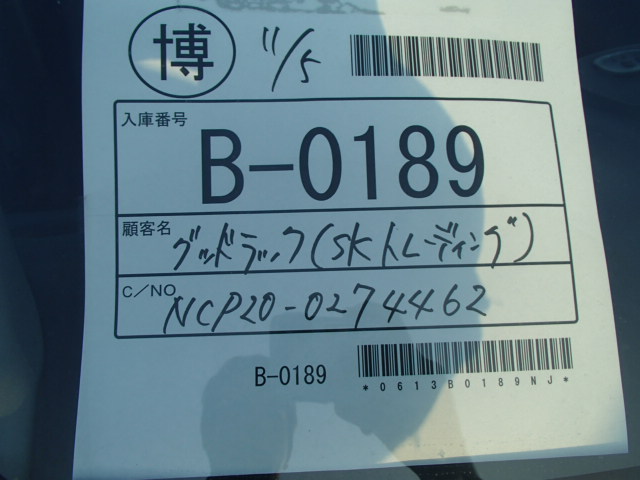 博 11/5
入庫番号
B-0189
顧客名 グッドラック(SKトレーディング)
C/NO NCP20-0274462
B-0189
*0613B0189NJ*